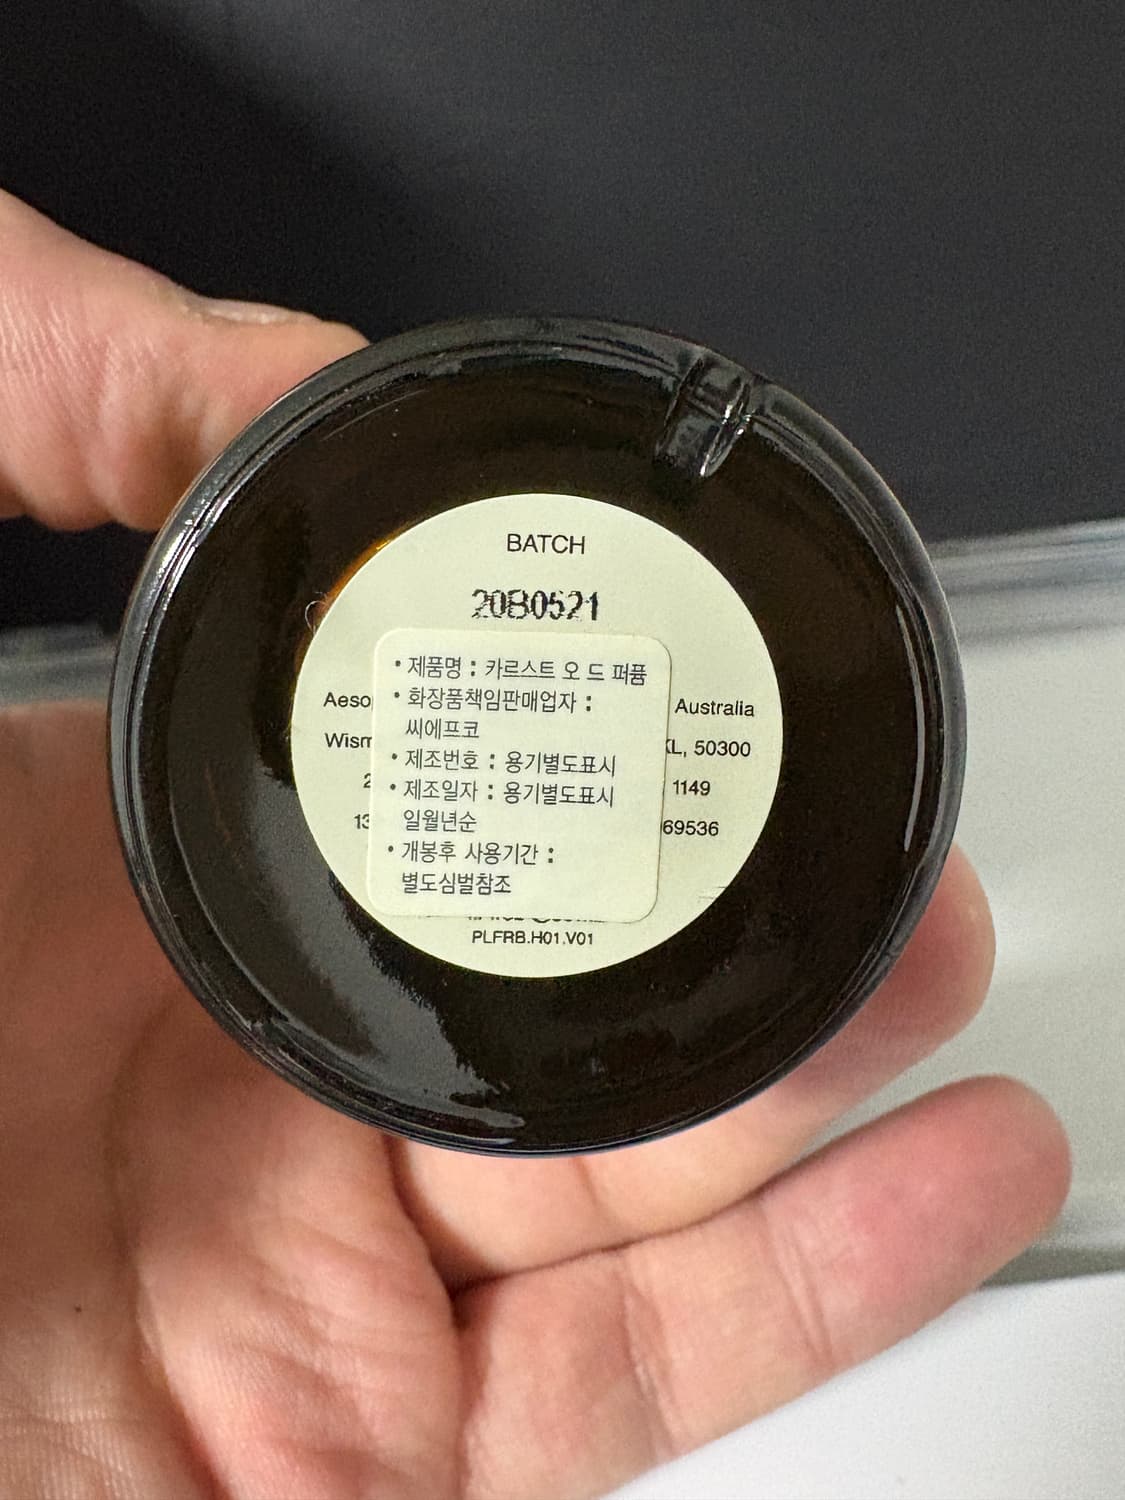 BATCH
20B0521
• 제품명 : 카르스트 오 드 퍼퓸
• 화장품책임판매업자 :
씨에프코
• 제조번호 : 용기별도표시
• 제조일자 : 용기별도표시
일월년순
• 개봉후 사용기간 :
별도심벌참조
Aesop
Australia
50300
1149
69536
PLFRB.H01.V01